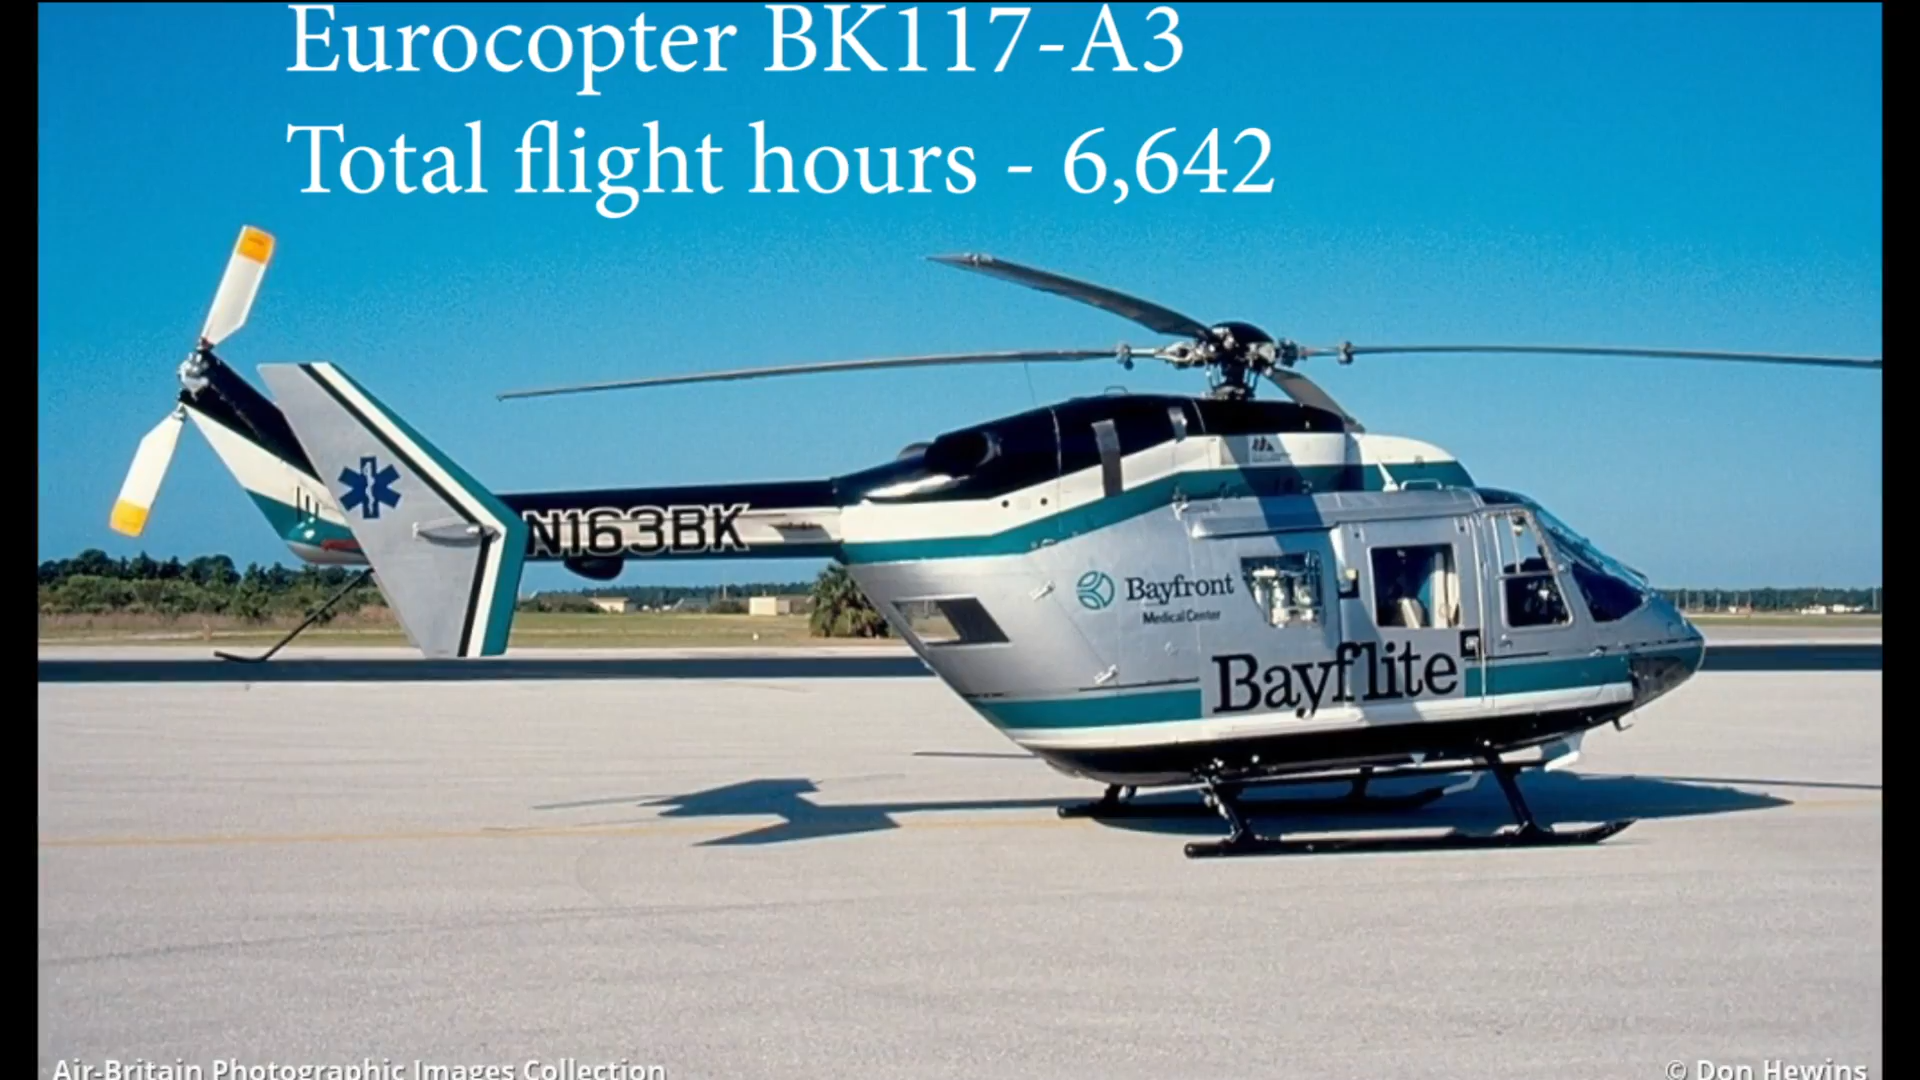 Eurocopter BK117-A3
Total flight hours - 6,642
N163BK
Bayfront
Medical Center
Bayflite
Air-Britain Photographic Images Collection
© Don Hewins